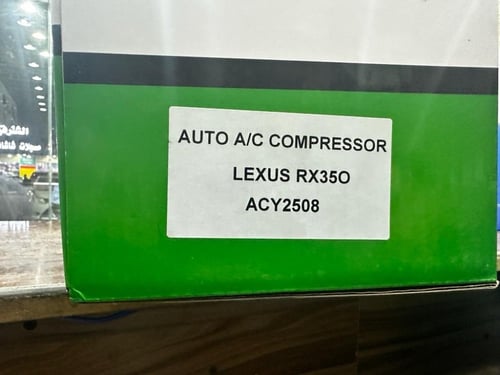 AUTO A/C COMPRESSOR
LEXUS RX35O
ACY2508